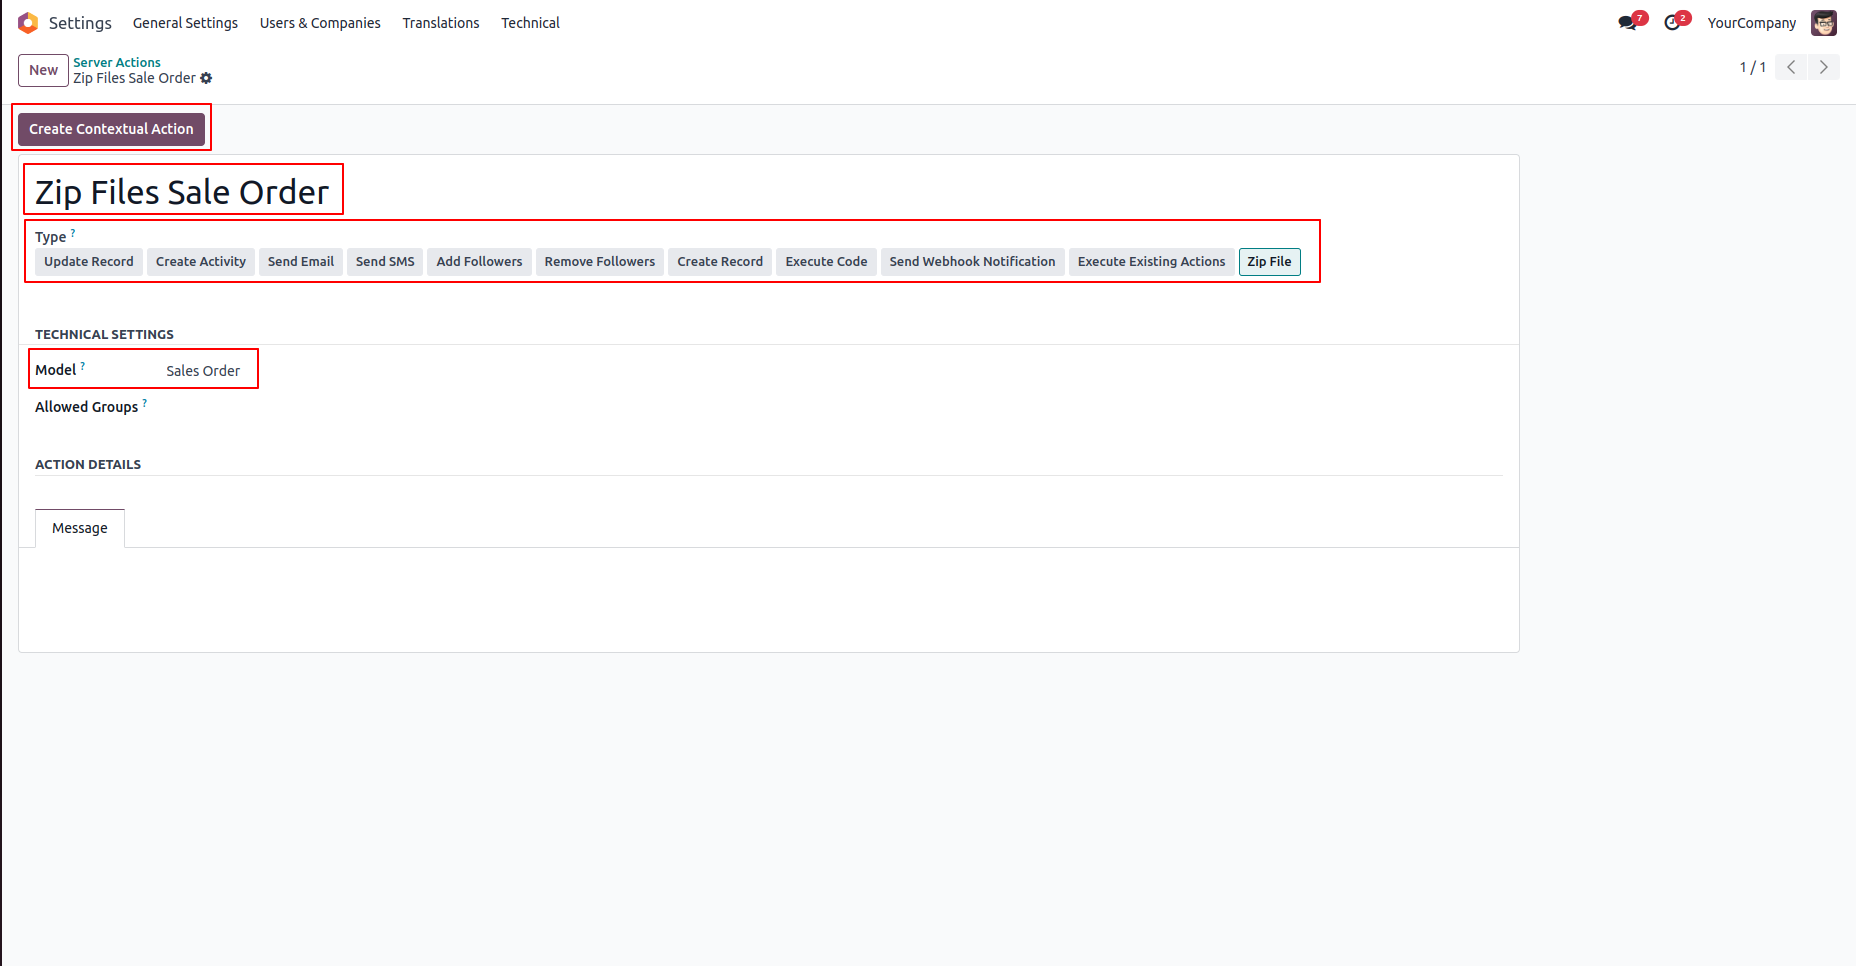 Settings General Settings Users & Companies Translations Technical 7 2 YourCompany
New Server Actions
Zip Files Sale Order
1 / 1
Create Contextual Action
Zip Files Sale Order
Type ?
Update Record Create Activity Send Email Send SMS Add Followers Remove Followers Create Record Execute Code Send Webhook Notification Execute Existing Actions Zip File
TECHNICAL SETTINGS
Model ? Sales Order
Allowed Groups ?
ACTION DETAILS
Message